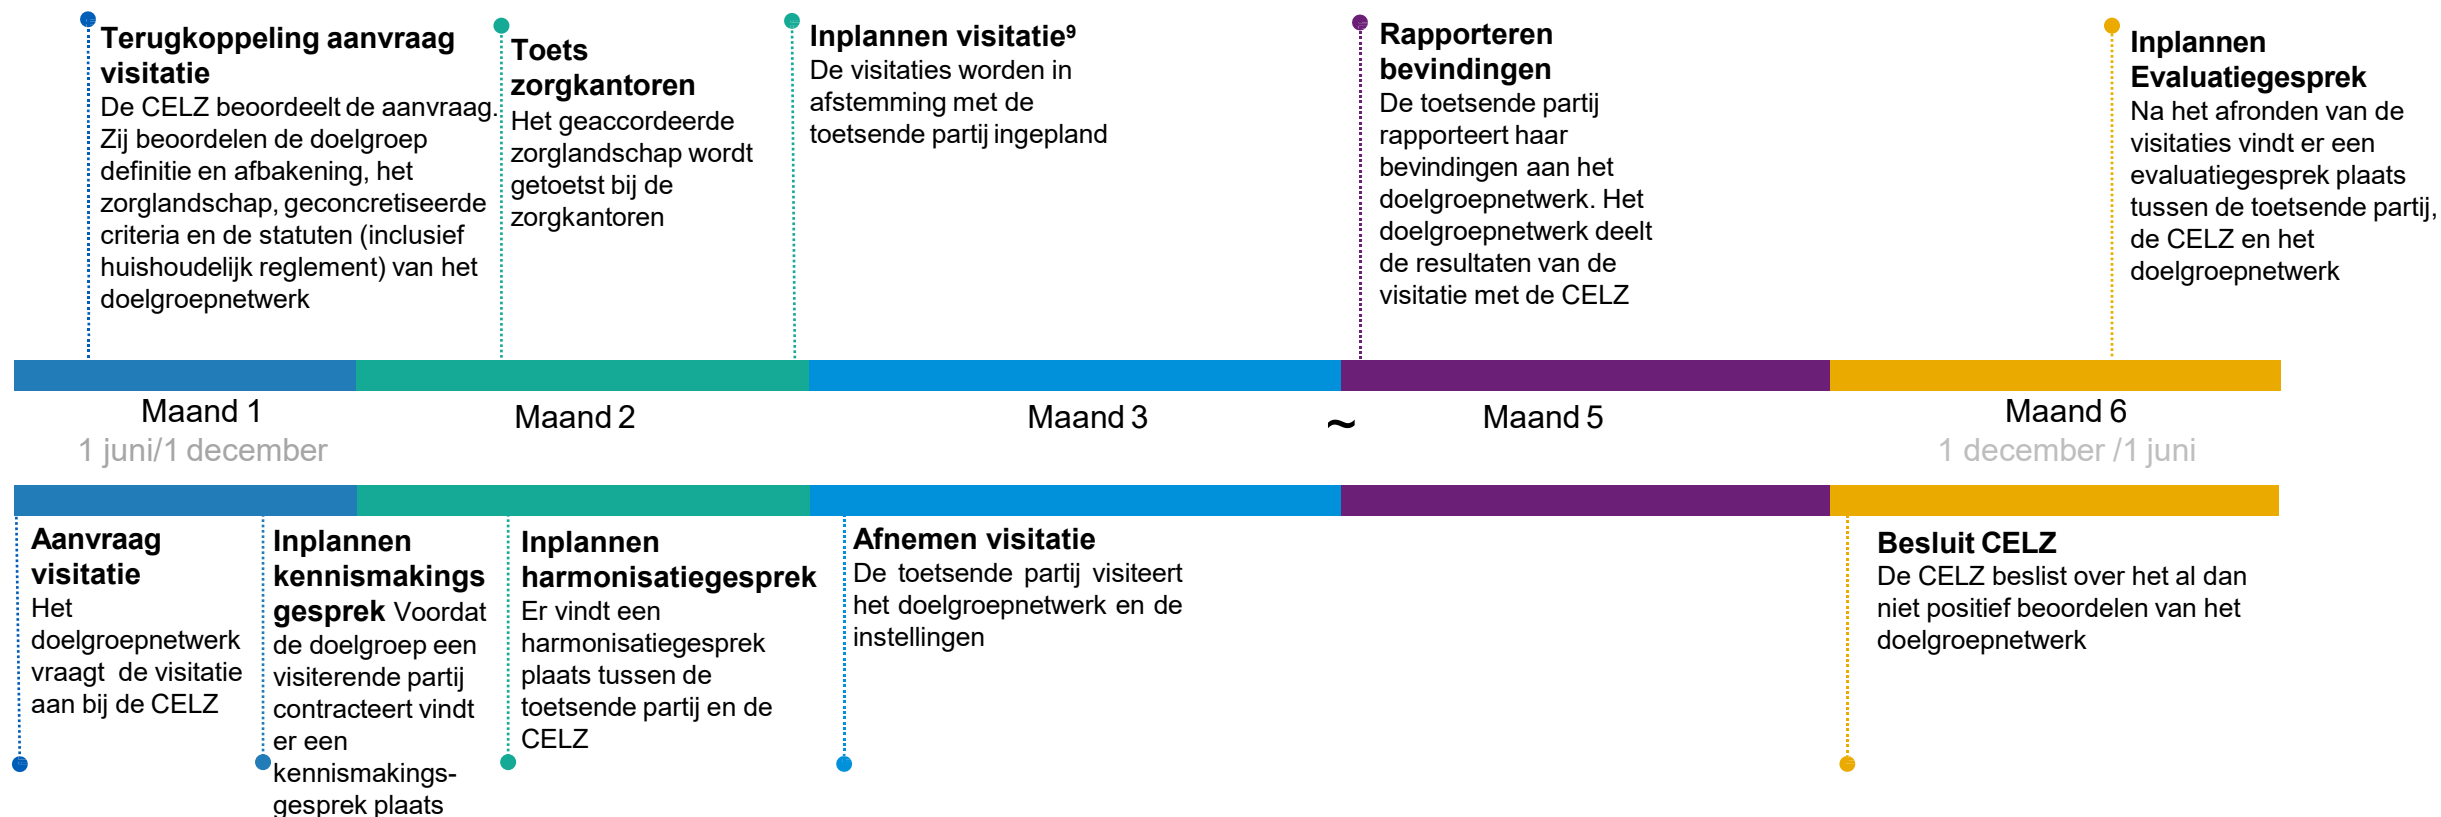 Terugkoppeling aanvraag
visitatie
De CELZ beoordeelt de aanvraag.
Zij beoordelen de doelgroep
definitie en afbakening, het
zorglandschap, geconcretiseerde
criteria en de statuten (inclusief
huishoudelijk reglement) van het
doelgroepnetwerk
Toets
zorgkantoren
Het geaccordeerde
zorglandschap wordt
getoetst bij de
zorgkantoren
Inplannen visitatie⁹
De visitaties worden in
afstemming met de
toetsende partij ingepland
Rapporteren
bevindingen
De toetsende partij
rapporteert haar
bevindingen aan het
doelgroepnetwerk. Het
doelgroepnetwerk deelt
de resultaten van de
visitatie met de CELZ
Inplannen
Evaluatiegesprek
Na het afronden van de
visitaties vindt er een
evaluatiegesprek plaats
tussen de toetsende partij,
de CELZ en het
doelgroepnetwerk
Maand 1
1 juni/1 december
Maand 2
Maand 3
~
Maand 5
Maand 6
1 december /1 juni
Aanvraag
visitatie
Het
doelgroepnetwerk
vraagt de visitatie
aan bij de CELZ
Inplannen
kennismakings
gesprek Voordat
de doelgroep een
visiterende partij
contracteert vindt
er een
kennismakings-
gesprek plaats
Inplannen
harmonisatiegesprek
Er vindt een
harmonisatiegesprek
plaats tussen de
toetsende partij en de
CELZ
Afnemen visitatie
De toetsende partij visiteert
het doelgroepnetwerk en de
instellingen
Besluit CELZ
De CELZ beslist over het al dan
niet positief beoordelen van het
doelgroepnetwerk